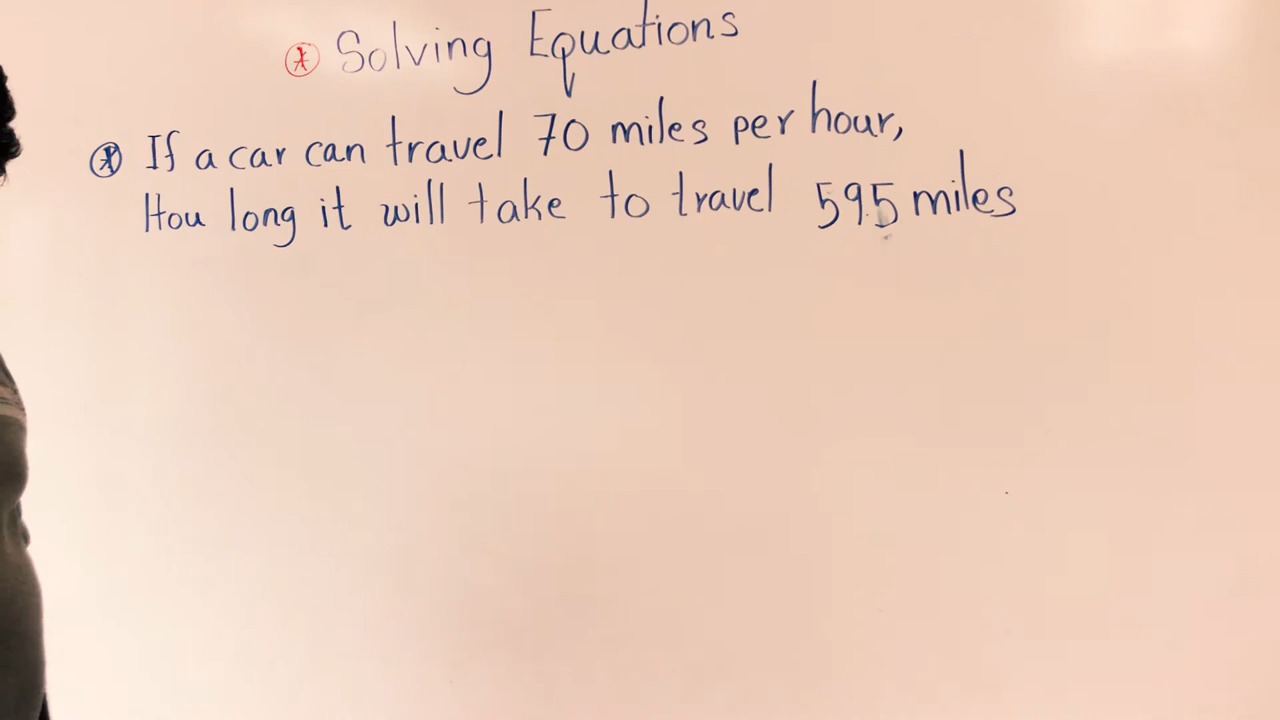 Solving Equations
If a car can travel 70 miles per hour,
Hou long it will take to travel 595 miles